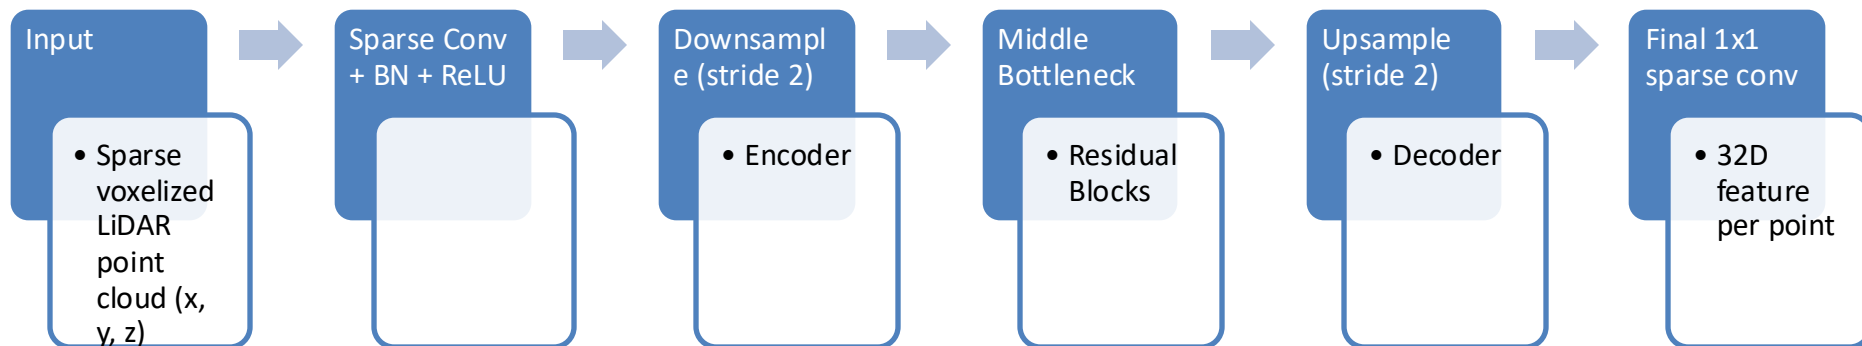 Input
• Sparse
voxelized
LiDAR
point
cloud (x,
y, z)
Sparse Conv
+ BN + ReLU
Downsampl
e (stride 2)
• Encoder
Middle
Bottleneck
• Residual
Blocks
Upsample
(stride 2)
• Decoder
Final 1x1
sparse conv
• 32D
feature
per point